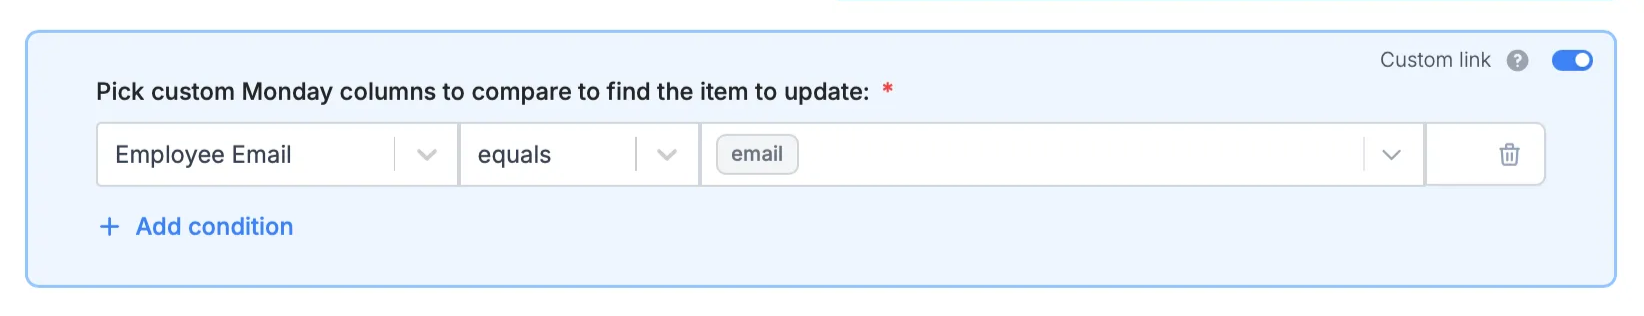 Custom link ?
Pick custom Monday columns to compare to find the item to update: *
Employee Email equals email
+ Add condition